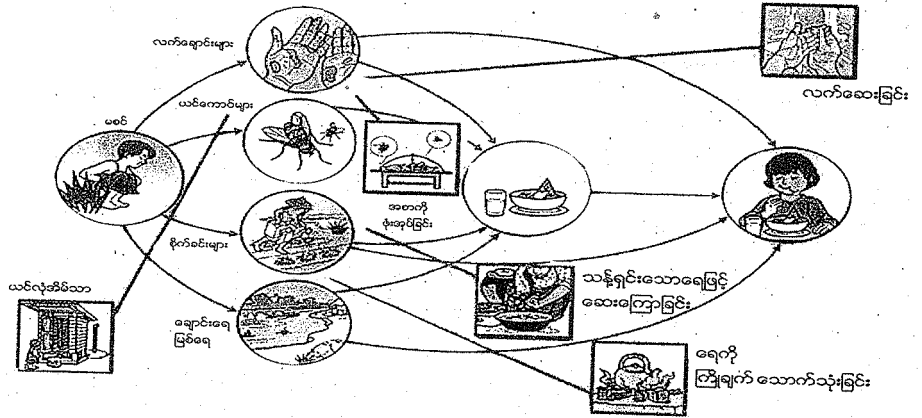 လက်ချောင်းများ
လက်ဆေးခြင်း
ယင်ကောင်များ
မစင်
အစာကို
ဖုံးအုပ်ခြင်း
စိုက်ခင်းများ
သန့်ရှင်းသောရေဖြင့်
ဆေးကြောခြင်း
ယင်လုံအိမ်သာ
ချောင်းရေ
မြစ်ရေ
ရေကို
ကြိုချက် သောက်သုံးခြင်း